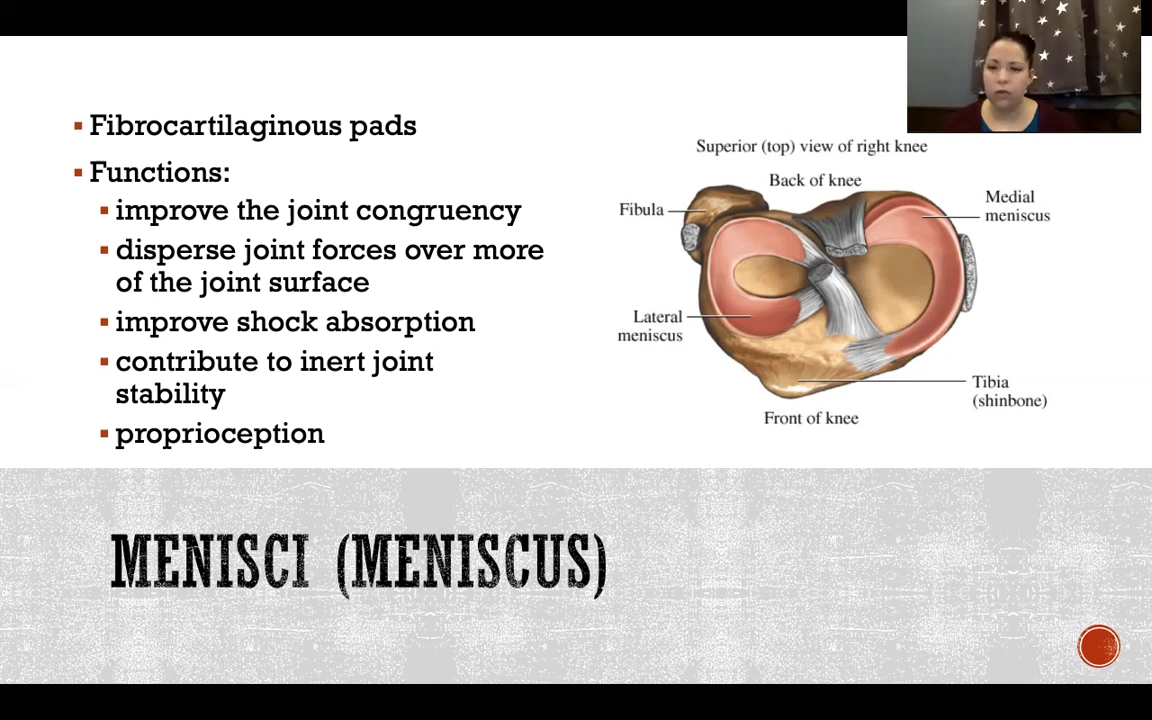 Fibrocartilaginous pads
Functions:
improve the joint congruency
disperse joint forces over more
of the joint surface
improve shock absorption
contribute to inert joint
stability
proprioception
Superior (top) view of right knee
Back of knee
Fibula
Medial
meniscus
Lateral
meniscus
Tibia
(shinbone)
Front of knee
MENISCI (MENISCUS)